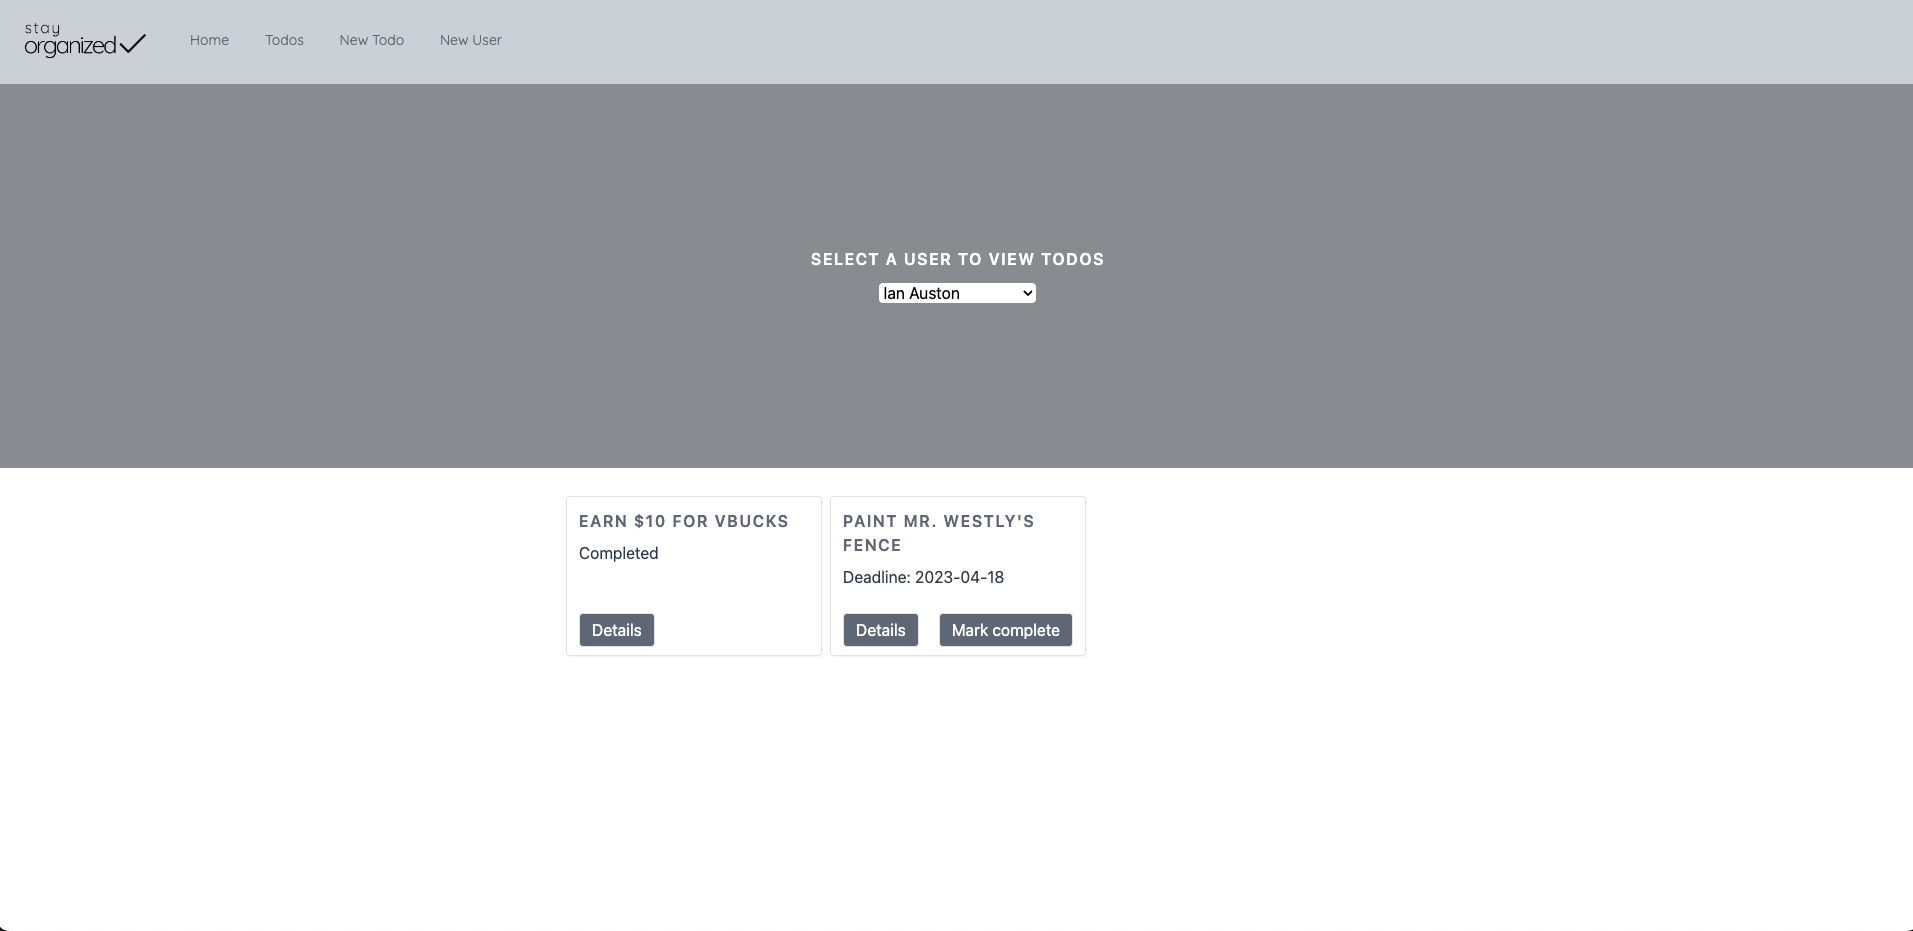 stay
organized
Home Todos New Todo New User
SELECT A USER TO VIEW TODOS
Ian Auston
EARN $10 FOR VBUCKS
Completed
Details
PAINT MR. WESTLY'S
FENCE
Deadline: 2023-04-18
Details Mark complete